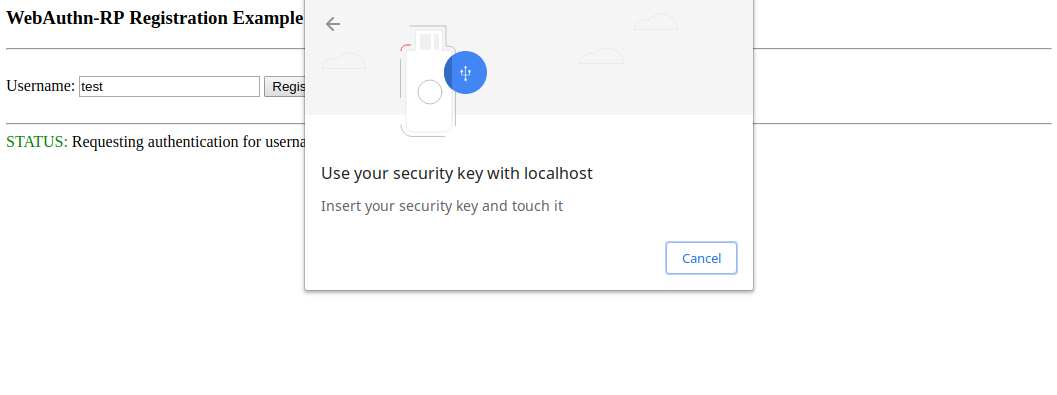 WebAuthn-RP Registration Example
Username: test Regis
STATUS: Requesting authentication for userna
Use your security key with localhost
Insert your security key and touch it
Cancel